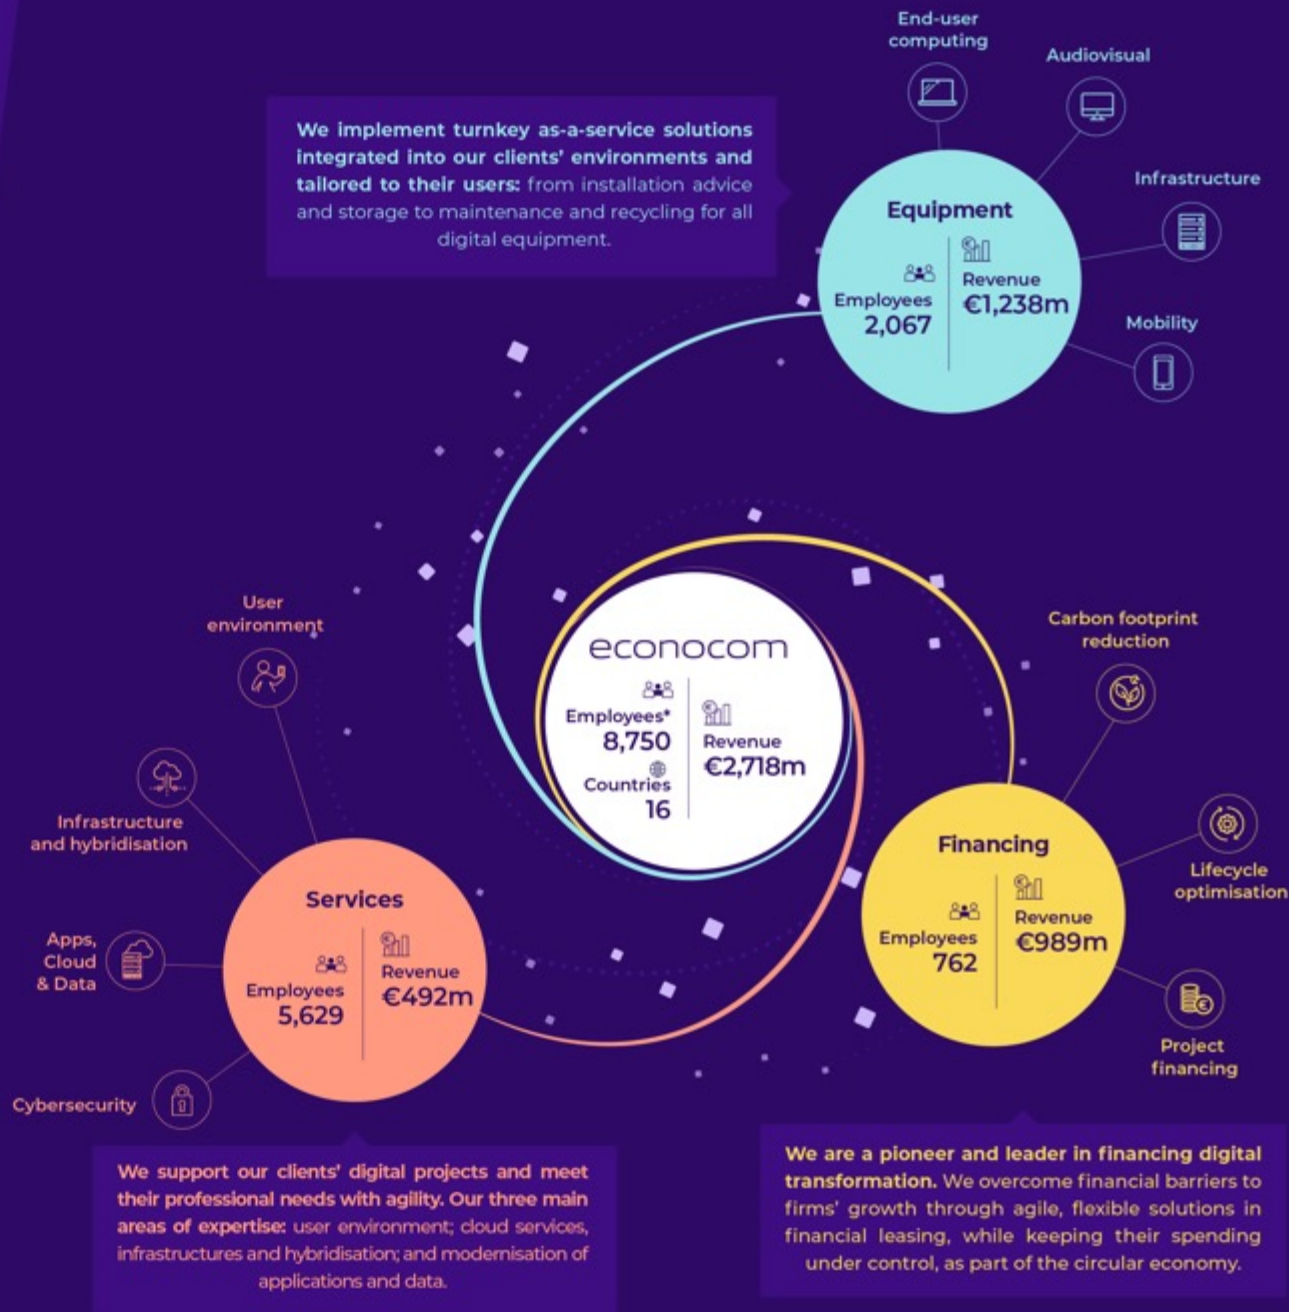 End-user
computing
Audiovisual
Infrastructure
Mobility
We implement turnkey as-a-service solutions
integrated into our clients' environments and
tailored to their users: from installation advice
and storage to maintenance and recycling for all
digital equipment.
Equipment
Employees
2,067
Revenue
€1,238m
econocom
Employees*
8,750
Countries
16
Revenue
€2,718m
User
environment
Infrastructure
and hybridisation
Apps,
Cloud
& Data
Cybersecurity
Services
Employees
5,629
Revenue
€492m
Carbon footprint
reduction
Lifecycle
optimisation
Project
financing
Financing
Employees
762
Revenue
€989m
We support our clients' digital projects and meet
their professional needs with agility. Our three main
areas of expertise: user environment; cloud services,
infrastructures and hybridisation; and modernisation of
applications and data.
We are a pioneer and leader in financing digital
transformation. We overcome financial barriers to
firms' growth through agile, flexible solutions in
financial leasing, while keeping their spending
under control, as part of the circular economy.